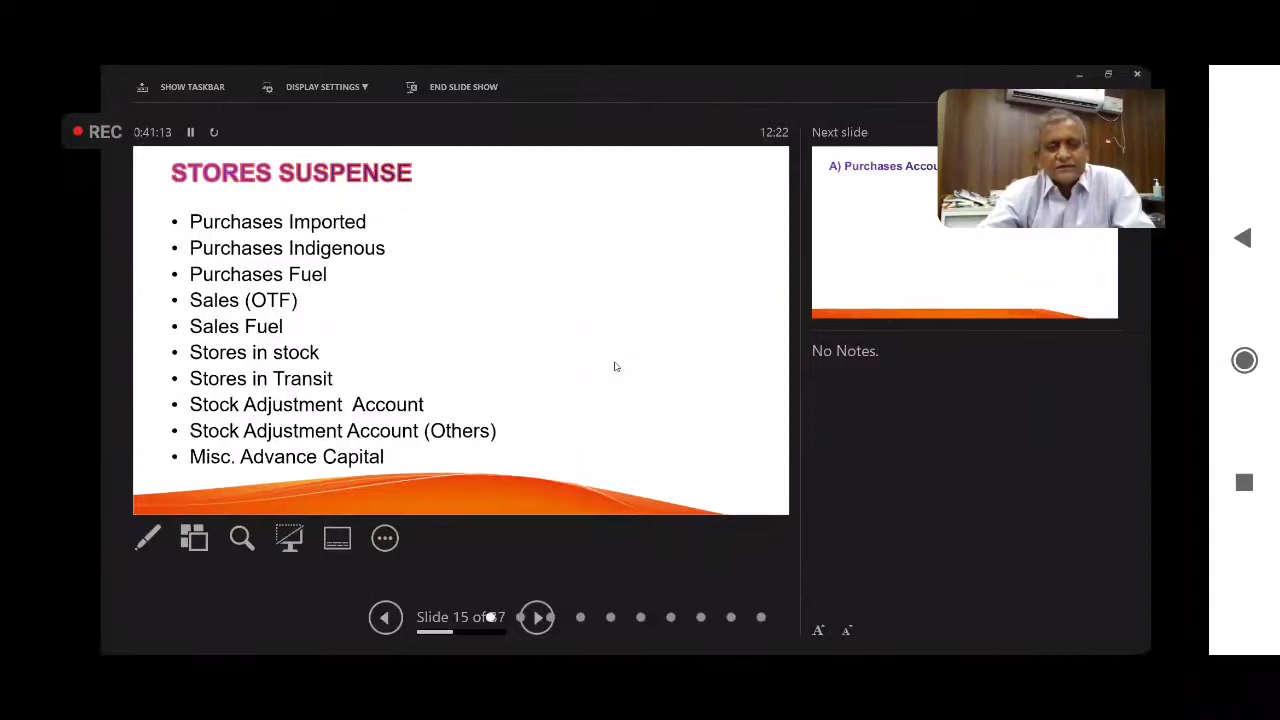 SHOW TASKBAR
DISPLAY SETTINGS ▼
END SLIDE SHOW
REC
0:41:13
12:22
Next slide
STORES SUSPENSE
• Purchases Imported
• Purchases Indigenous
• Purchases Fuel
• Sales (OTF)
• Sales Fuel
• Stores in stock
• Stores in Transit
• Stock Adjustment Account
• Stock Adjustment Account (Others)
• Misc. Advance Capital
A) Purchases
No Notes.
Slide 15 of
A
A